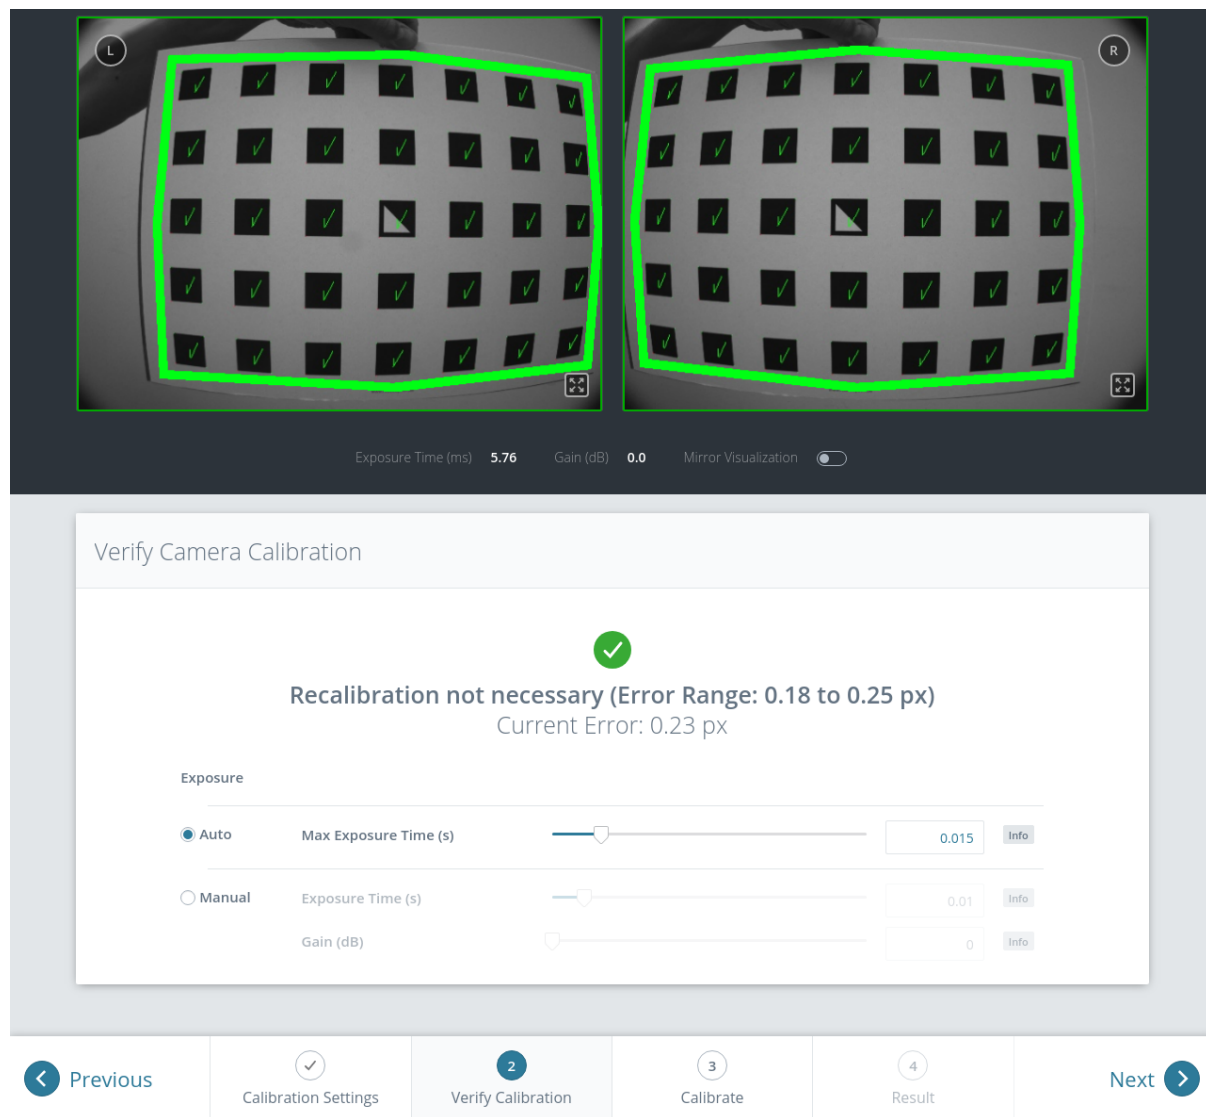 L
R
Exposure Time (ms) 5.76 Gain (dB) 0.0 Mirror Visualization
Verify Camera Calibration
Recalibration not necessary (Error Range: 0.18 to 0.25 px)
Current Error: 0.23 px
Exposure
Auto Max Exposure Time (s) 0.015 Info
Manual Exposure Time (s) 0.01 Info
Gain (dB) 0 Info
Previous
Calibration Settings
2
Verify Calibration
3
Calibrate
4
Result
Next